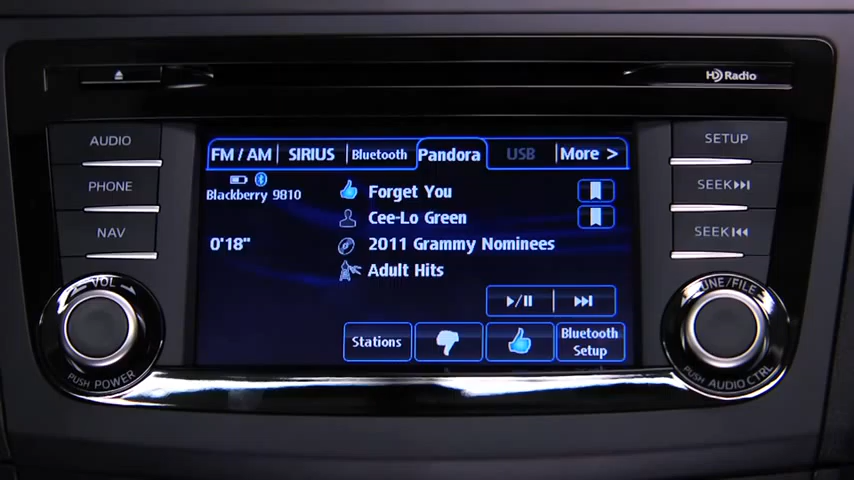 HD Radio
AUDIO
PHONE
NAV
VOL
PUSH POWER
FM / AM
SIRIUS
Bluetooth
Pandora
USB
More >
Blackberry 9810
0'18"
Forget You
Cee-Lo Green
2011 Grammy Nominees
Adult Hits
Stations
Bluetooth
Setup
SETUP
SEEK
SEEK
TUNE/FILE
PUSH AUDIO CTRL